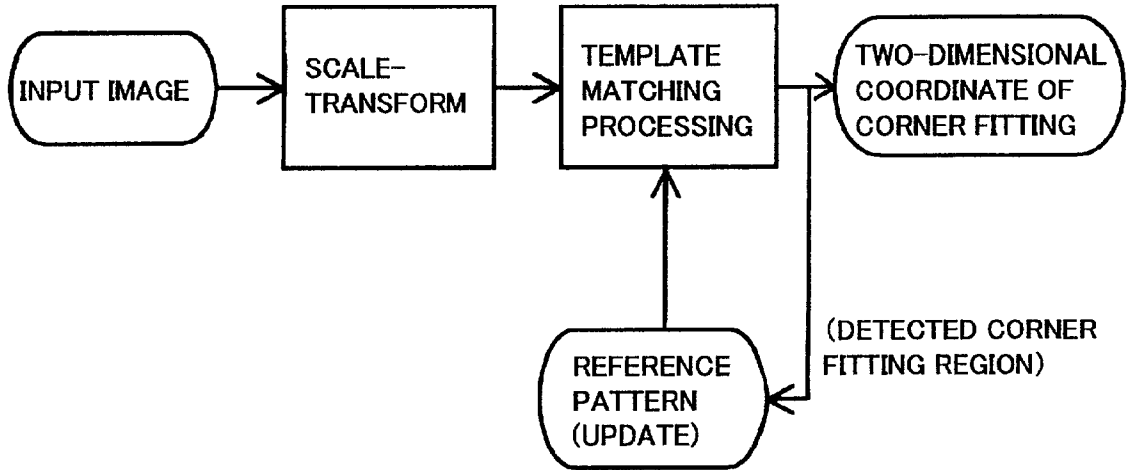 INPUT IMAGE
SCALE-
TRANSFORM
TEMPLATE
MATCHING
PROCESSING
TWO-DIMENSIONAL
COORDINATE OF
CORNER FITTING
(DETECTED CORNER
FITTING REGION)
REFERENCE
PATTERN
(UPDATE)